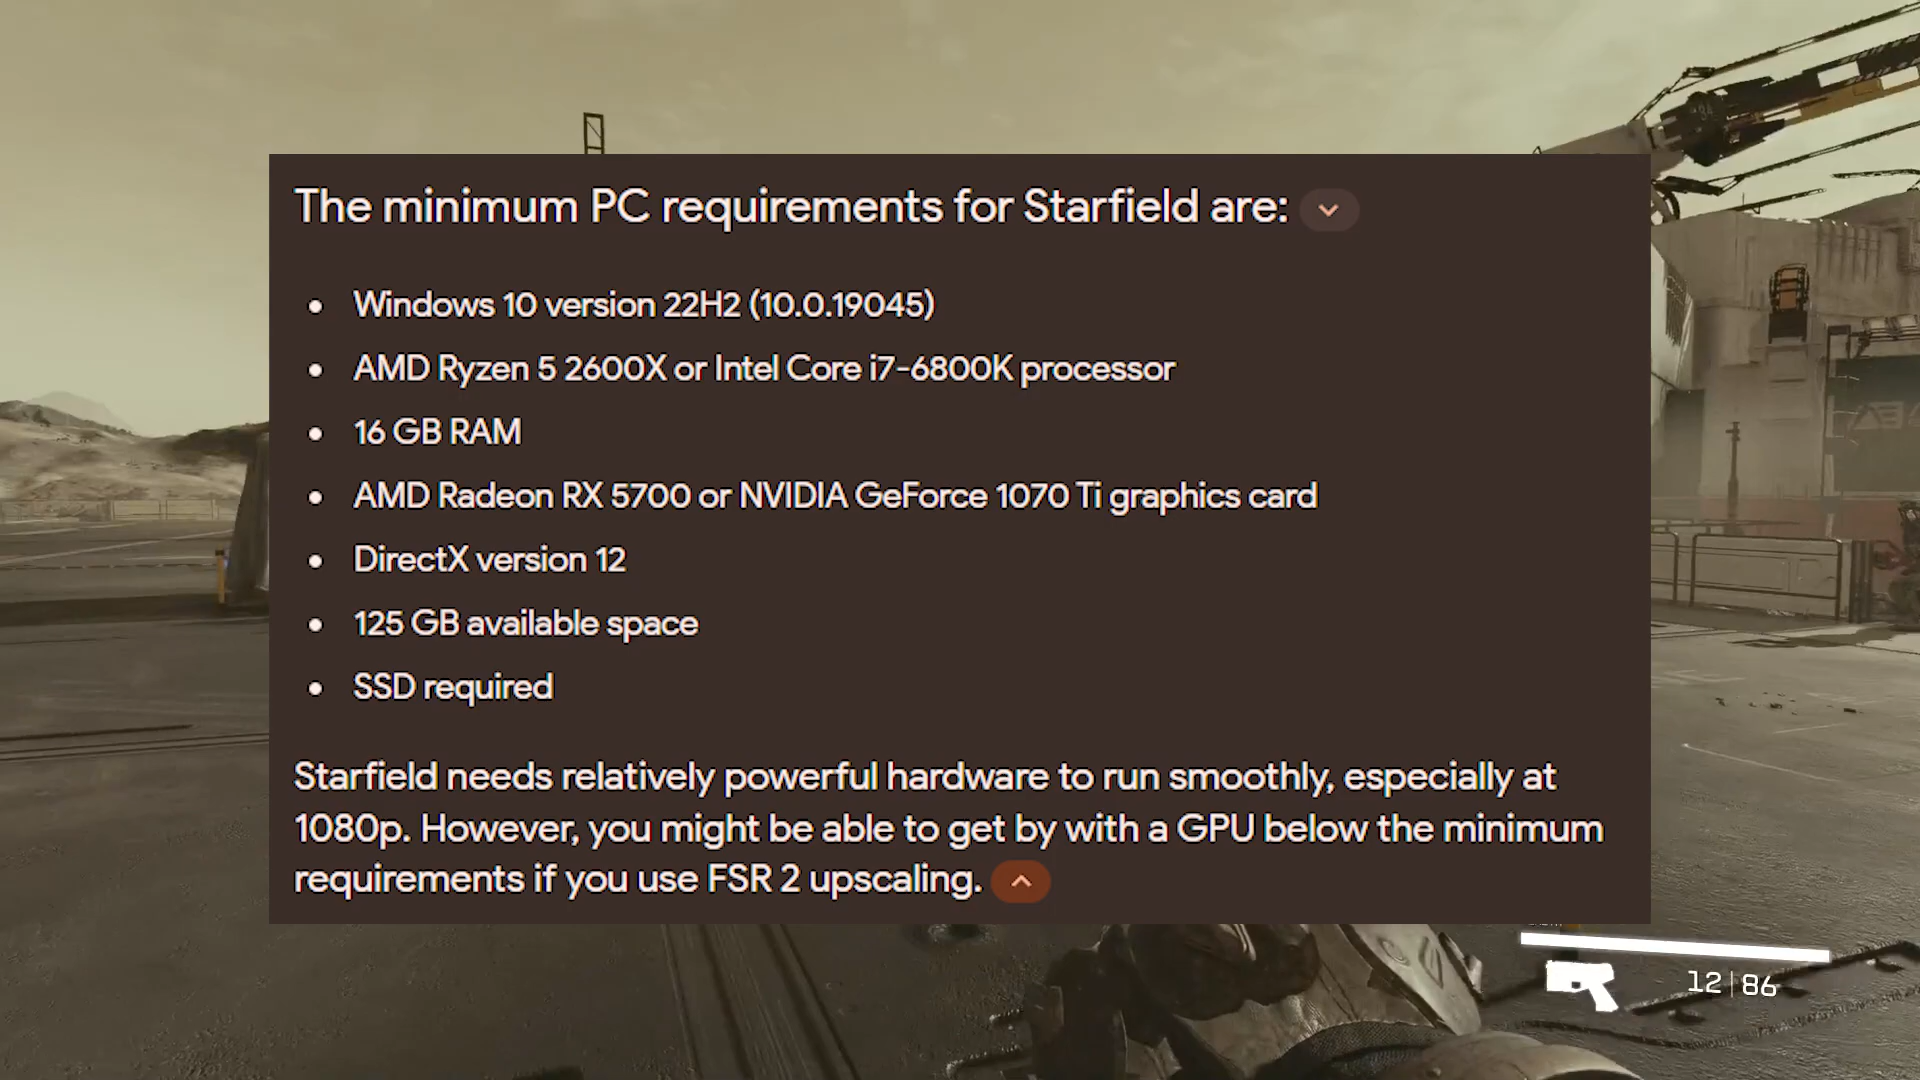 The minimum PC requirements for Starfield are:
Windows 10 version 22H2 (10.0.19045)
AMD Ryzen 5 2600X or Intel Core i7-6800K processor
16 GB RAM
AMD Radeon RX 5700 or NVIDIA GeForce 1070 Ti graphics card
DirectX version 12
125 GB available space
SSD required
Starfield needs relatively powerful hardware to run smoothly, especially at
1080p. However, you might be able to get by with a GPU below the minimum
requirements if you use FSR 2 upscaling.
12 | 86